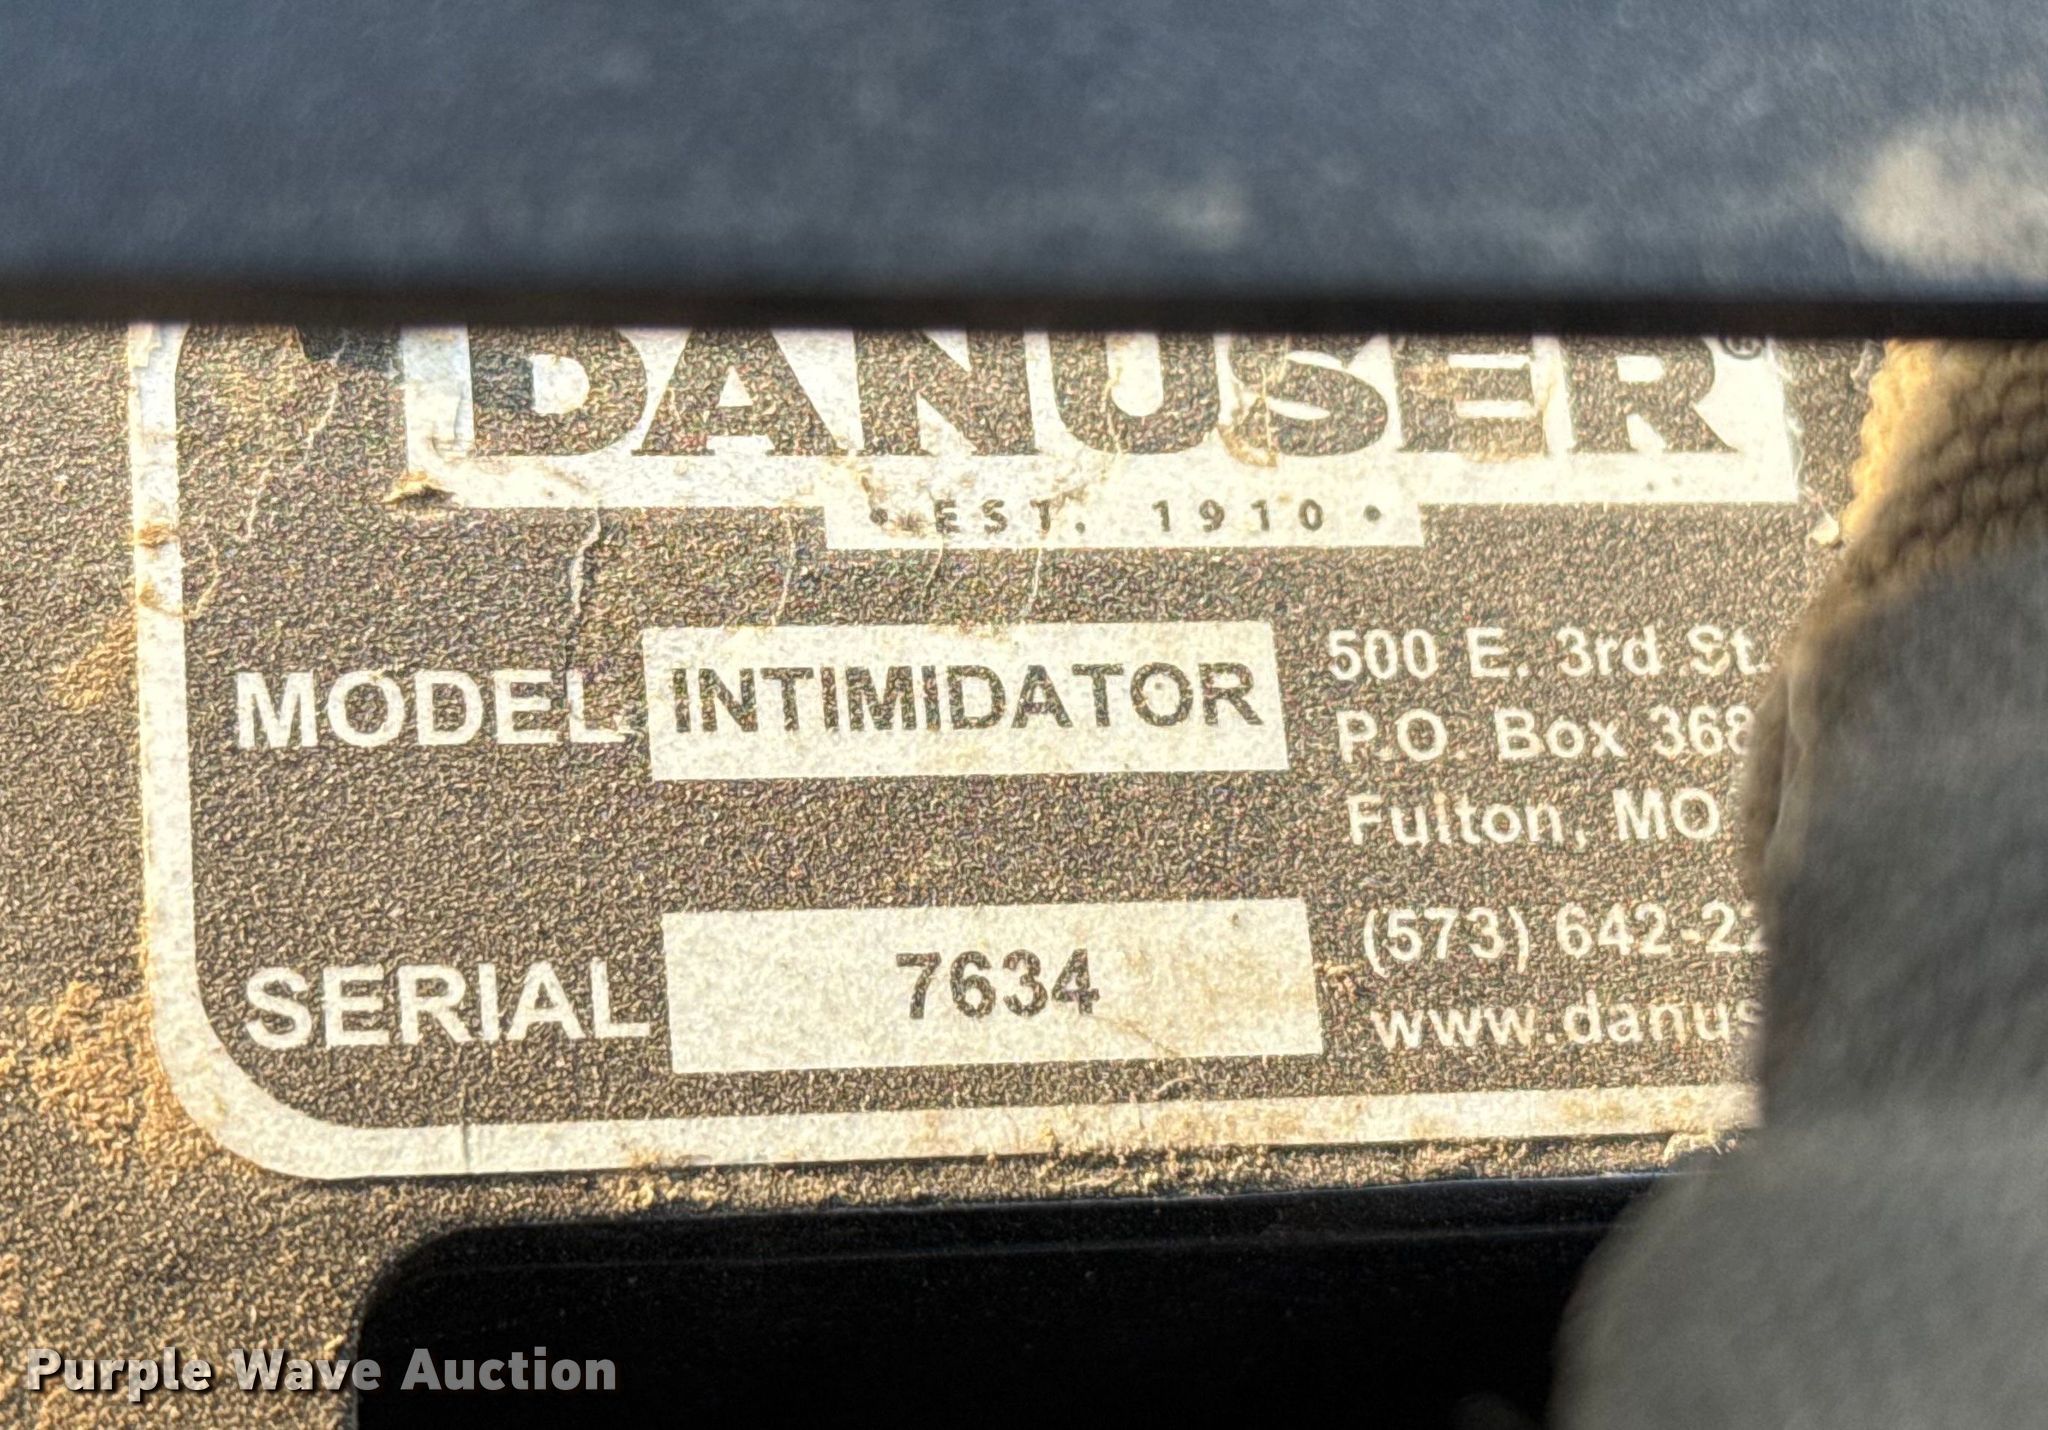 DANUSER®
• EST. 1910 •
MODEL INTIMIDATOR
500 E. 3rd St.
P.O. Box 368
Fulton, MO
SERIAL 7634
(573) 642-22
www.danus
Purple Wave Auction